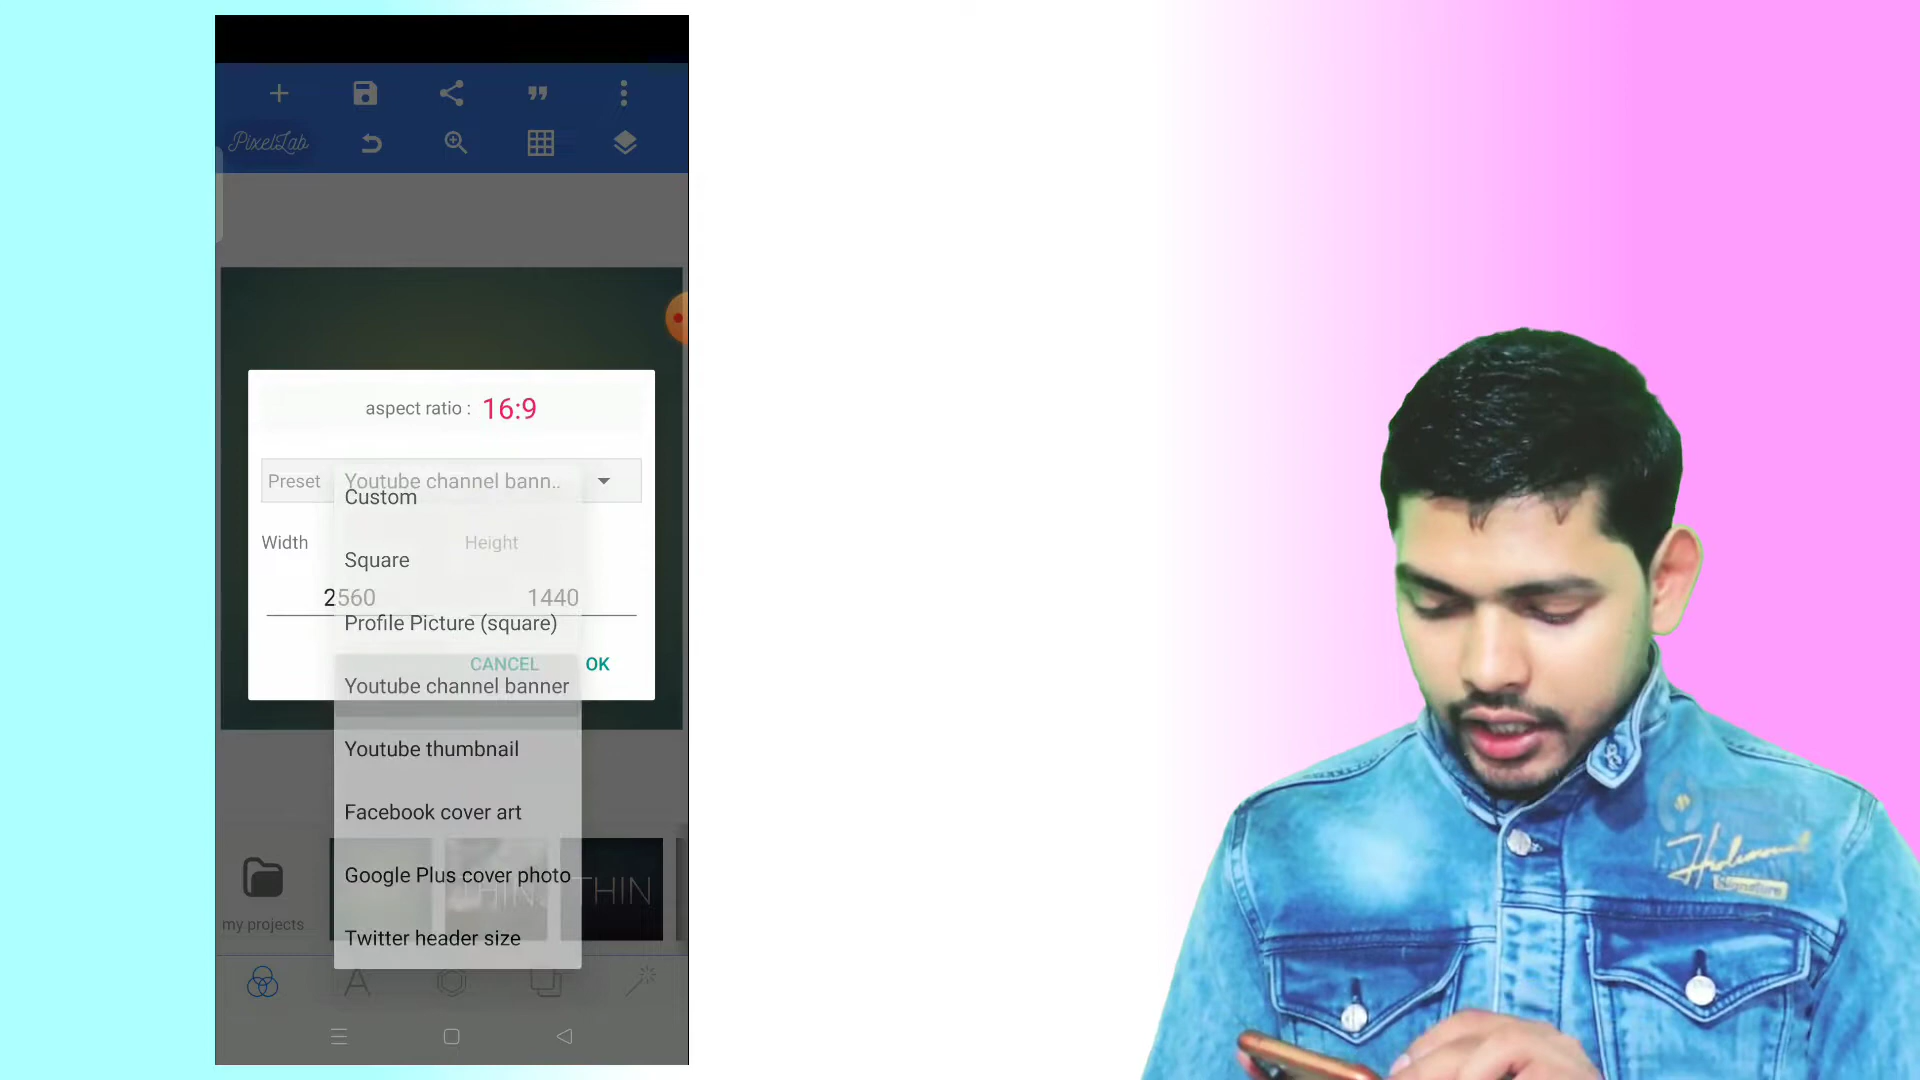 PixelLab
aspect ratio : 16:9
Preset Youtube channel bann..
Custom
Width Height
Square
2560 1440
Profile Picture (square)
CANCEL OK
Youtube channel banner
Youtube thumbnail
Facebook cover art
Google Plus cover photo
THIN THIN
my projects
Twitter header size
A